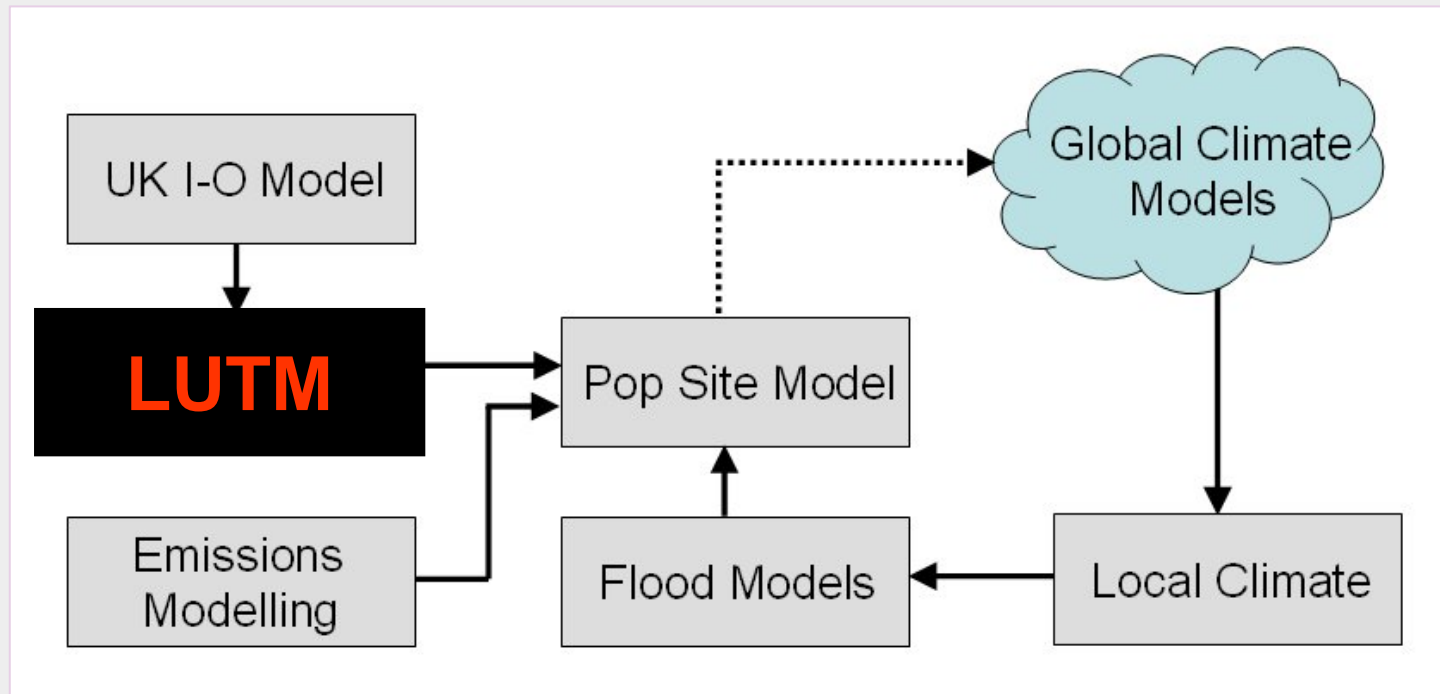 UK I-O Model
Global Climate
Models
LUTM
Pop Site Model
Emissions
Modelling
Flood Models
Local Climate